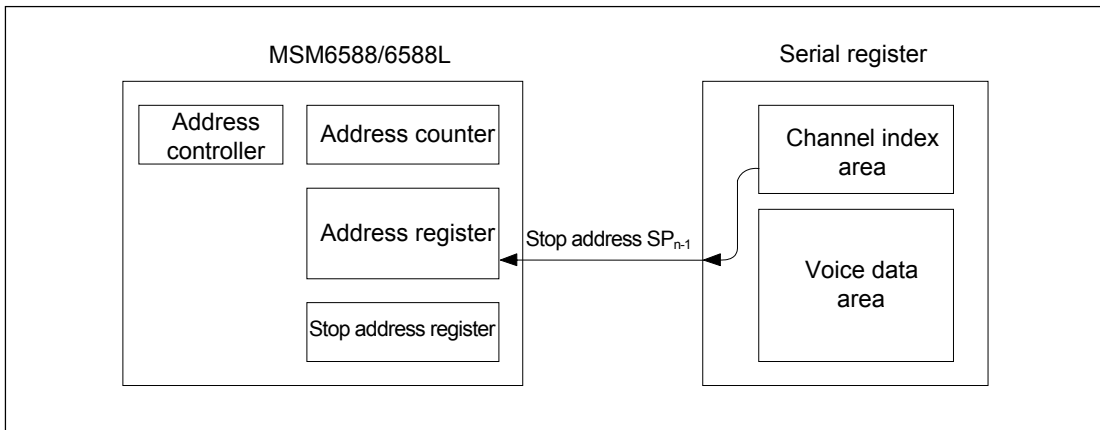 MSM6588/6588L
Serial register
Address
controller
Address counter
Address register
Stop address register
Stop address SPn-1
Channel index
area
Voice data
area